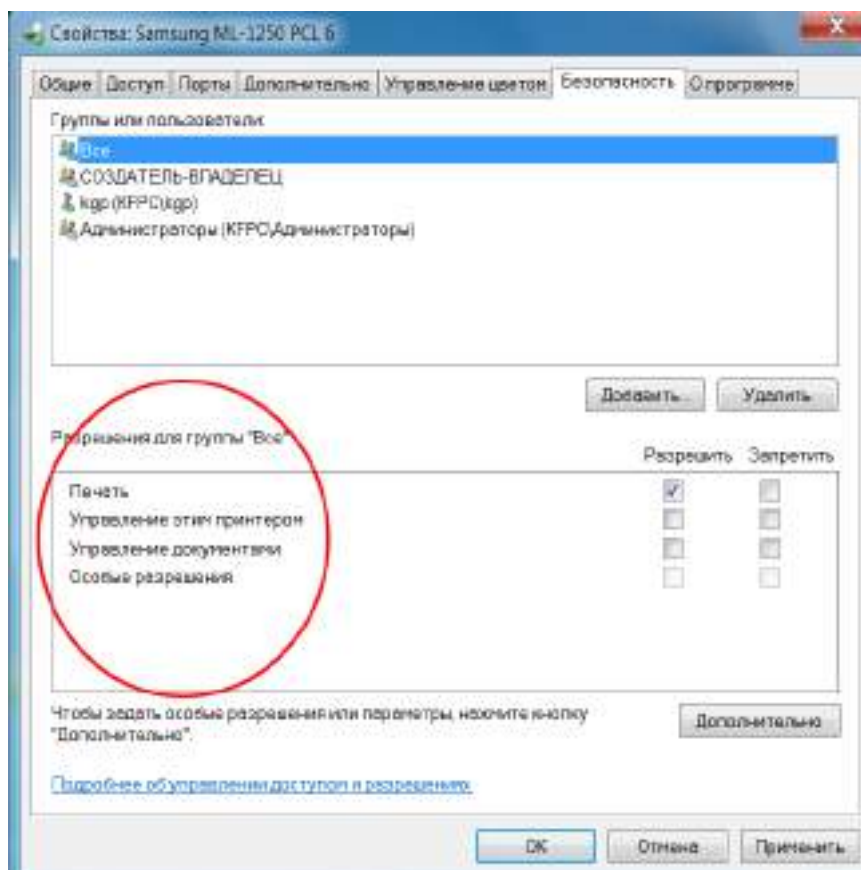 Свойства: Samsung ML-1250 PCL 6
Общие Доступ Порты Дополнительно Управление цветом Безопасность О программе
Группы или пользователи:
Все
СОЗДАТЕЛЬ-ВЛАДЕЛЕЦ
kgp (KFPC\kgp)
Администраторы (KFPC\Администраторы)
Добавить... Удалить
Разрешения для группы "Все"
Разрешить Запретить
Печать
Управление этим принтером
Управление документами
Особые разрешения
Чтобы задать особые разрешения или параметры, нажмите кнопку
"Дополнительно".
Дополнительно
Подробнее об управлении доступом и разрешениях
ОК Отмена Применить